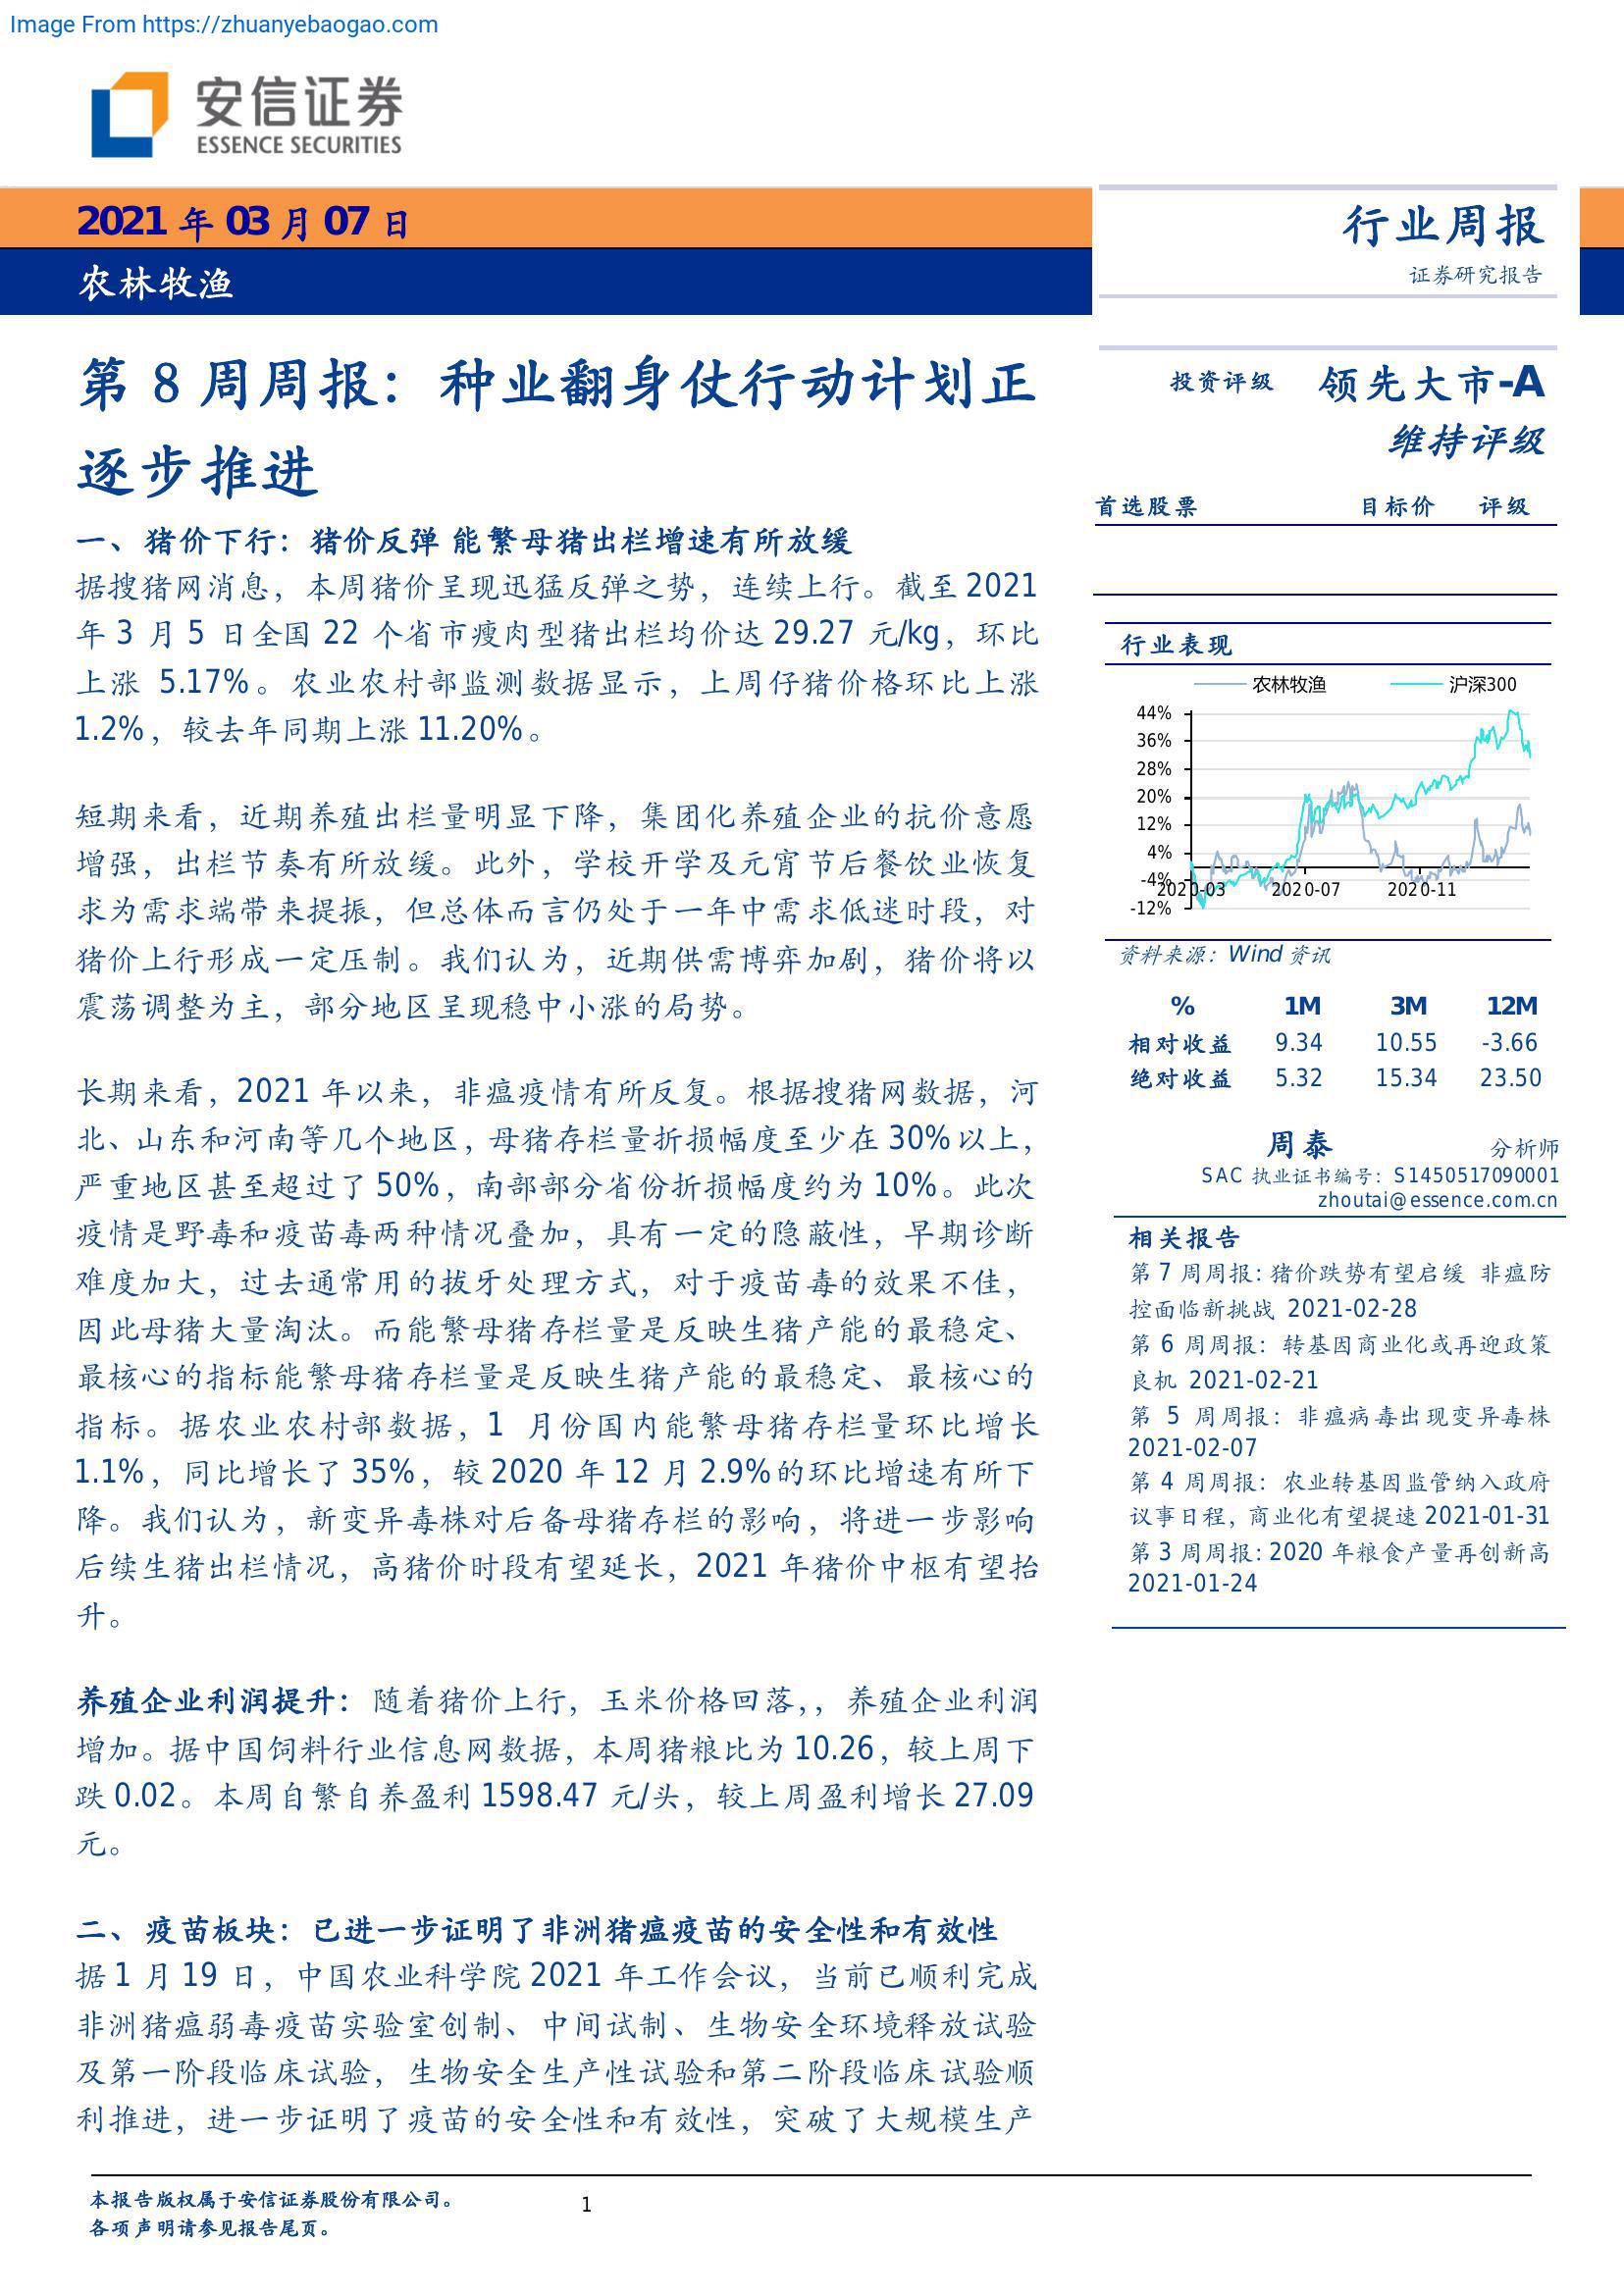 Image From https://zhuanyebaogao.com
安信证券
ESSENCE SECURITIES
2021 年 03 月 07 日
农林牧渔
行业周报
证券研究报告
第 8 周周报：种业翻身仗行动计划正
逐步推进
一、猪价下行：猪价反弹 能繁母猪出栏增速有所放缓
据搜猪网消息，本周猪价呈现迅猛反弹之势，连续上行。截至 2021
年 3 月 5 日全国 22 个省市瘦肉型猪出栏均价达 29.27 元/kg，环比
上涨 5.17%。农业农村部监测数据显示，上周仔猪价格环比上涨
1.2%，较去年同期上涨 11.20%。
短期来看，近期养殖出栏量明显下降，集团化养殖企业的抗价意愿
增强，出栏节奏有所放缓。此外，学校开学及元宵节后餐饮业恢复
求为需求端带来提振，但总体而言仍处于一年中需求低迷时段，对
猪价上行形成一定压制。我们认为，近期供需博弈加剧，猪价将以
震荡调整为主，部分地区呈现稳中小涨的局势。
长期来看，2021 年以来，非瘟疫情有所反复。根据搜猪网数据，河
北、山东和河南等几个地区，母猪存栏量折损幅度至少在 30%以上，
严重地区甚至超过了 50%，南部部分省份折损幅度约为 10%。此次
疫情是野毒和疫苗毒两种情况叠加，具有一定的隐蔽性，早期诊断
难度加大，过去通常用的拔牙处理方式，对于疫苗毒的效果不佳，
因此母猪大量淘汰。而能繁母猪存栏量是反映生猪产能的最稳定、
最核心的指标能繁母猪存栏量是反映生猪产能的最稳定、最核心的
指标。据农业农村部数据，1 月份国内能繁母猪存栏量环比增长
1.1%，同比增长了 35%，较 2020 年 12 月 2.9%的环比增速有所下
降。我们认为，新变异毒株对后备母猪存栏的影响，将进一步影响
后续生猪出栏情况，高猪价时段有望延长，2021 年猪价中枢有望抬
升。
养殖企业利润提升：随着猪价上行，玉米价格回落,，养殖企业利润
增加。据中国饲料行业信息网数据，本周猪粮比为 10.26，较上周下
跌 0.02。本周自繁自养盈利 1598.47 元/头，较上周盈利增长 27.09
元。
二、疫苗板块：已进一步证明了非洲猪瘟疫苗的安全性和有效性
据 1 月 19 日，中国农业科学院 2021 年工作会议，当前已顺利完成
非洲猪瘟弱毒疫苗实验室创制、中间试制、生物安全环境释放试验
及第一阶段临床试验，生物安全生产性试验和第二阶段临床试验顺
利推进，进一步证明了疫苗的安全性和有效性，突破了大规模生产
投资评级 领先大市-A
维持评级
首选股票 目标价 评级
行业表现
农林牧渔 沪深300
44%
36%
28%
20%
12%
4%
-4%
2020-03 2020-07 2020-11
-12%
资料来源：Wind 资讯
% 1M 3M 12M
相对收益 9.34 10.55 -3.66
绝对收益 5.32 15.34 23.50
周泰 分析师
SAC 执业证书编号：S1450517090001
zhoutai@essence.com.cn
相关报告
第 7 周周报：猪价跌势有望启缓 非瘟防
控面临新挑战 2021-02-28
第 6 周周报：转基因商业化或再迎政策
良机 2021-02-21
第 5 周周报：非瘟病毒出现变异毒株
2021-02-07
第 4 周周报：农业转基因监管纳入政府
议事日程，商业化有望提速 2021-01-31
第 3 周周报：2020 年粮食产量再创新高
2021-01-24
本报告版权属于安信证券股份有限公司。
各项声明请参见报告尾页。
1